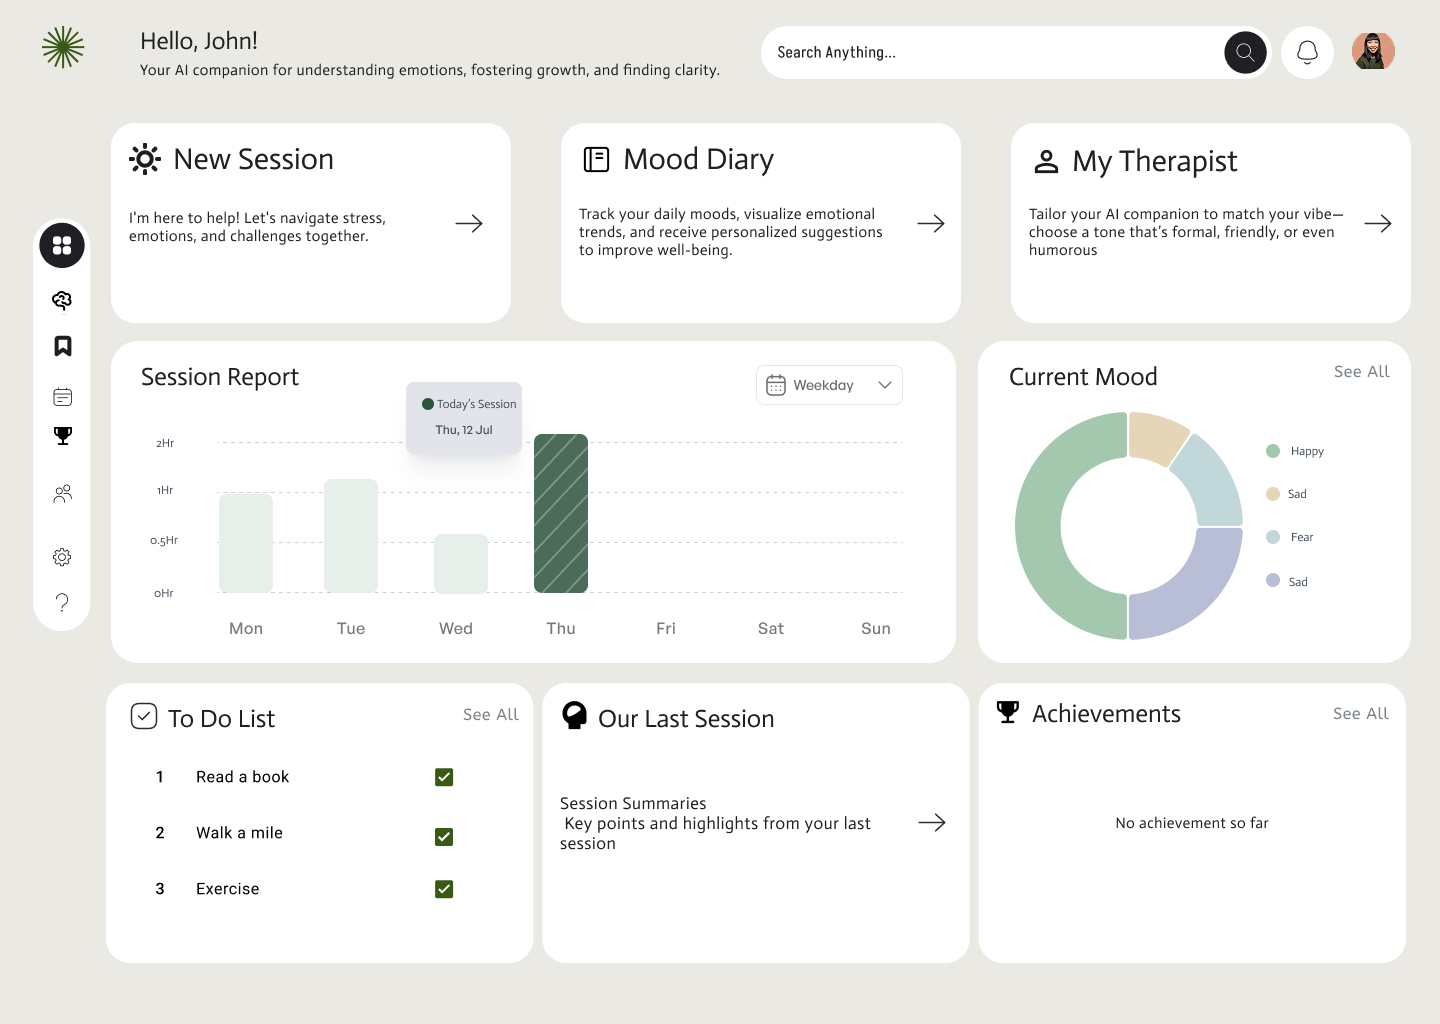 Hello, John!
Your AI companion for understanding emotions, fostering growth, and finding clarity.
Search Anything...
New Session
I'm here to help! Let's navigate stress,
emotions, and challenges together.
Mood Diary
Track your daily moods, visualize emotional
trends, and receive personalized suggestions
to improve well-being.
My Therapist
Tailor your AI companion to match your vibe—
choose a tone that's formal, friendly, or even
humorous
Session Report
Weekday
Today's Session
Thu, 12 Jul
2Hr
1Hr
0.5Hr
0Hr
Mon Tue Wed Thu Fri Sat Sun
Current Mood
See All
Happy
Sad
Fear
Sad
To Do List
See All
1 Read a book
2 Walk a mile
3 Exercise
Our Last Session
Session Summaries
Key points and highlights from your last
session
Achievements
See All
No achievement so far